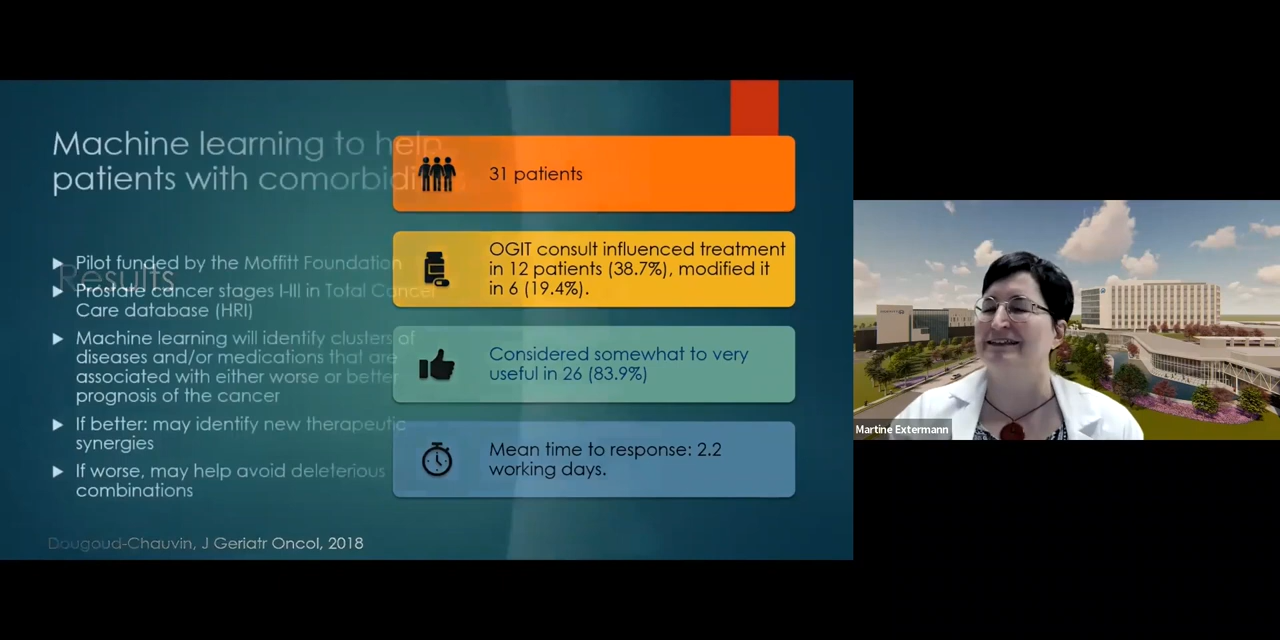 Machine learning to help
patients with comorbidi
Results
Pilot funded by the Moffitt Foundation
Prostate cancer stages I-III in Total Cancer
Care database (HRI)
Machine learning will identify clusters of
diseases and/or medications that are
associated with either worse or better
prognosis of the cancer
If better: may identify new therapeutic
synergies
If worse, may help avoid deleterious
combinations
Dougoud-Chauvin, J Geriatr Oncol, 2018
31 patients
OGIT consult influenced treatment
in 12 patients (38.7%), modified it
in 6 (19.4%).
Considered somewhat to very
useful in 26 (83.9%)
Mean time to response: 2.2
working days.
Martine Extermann